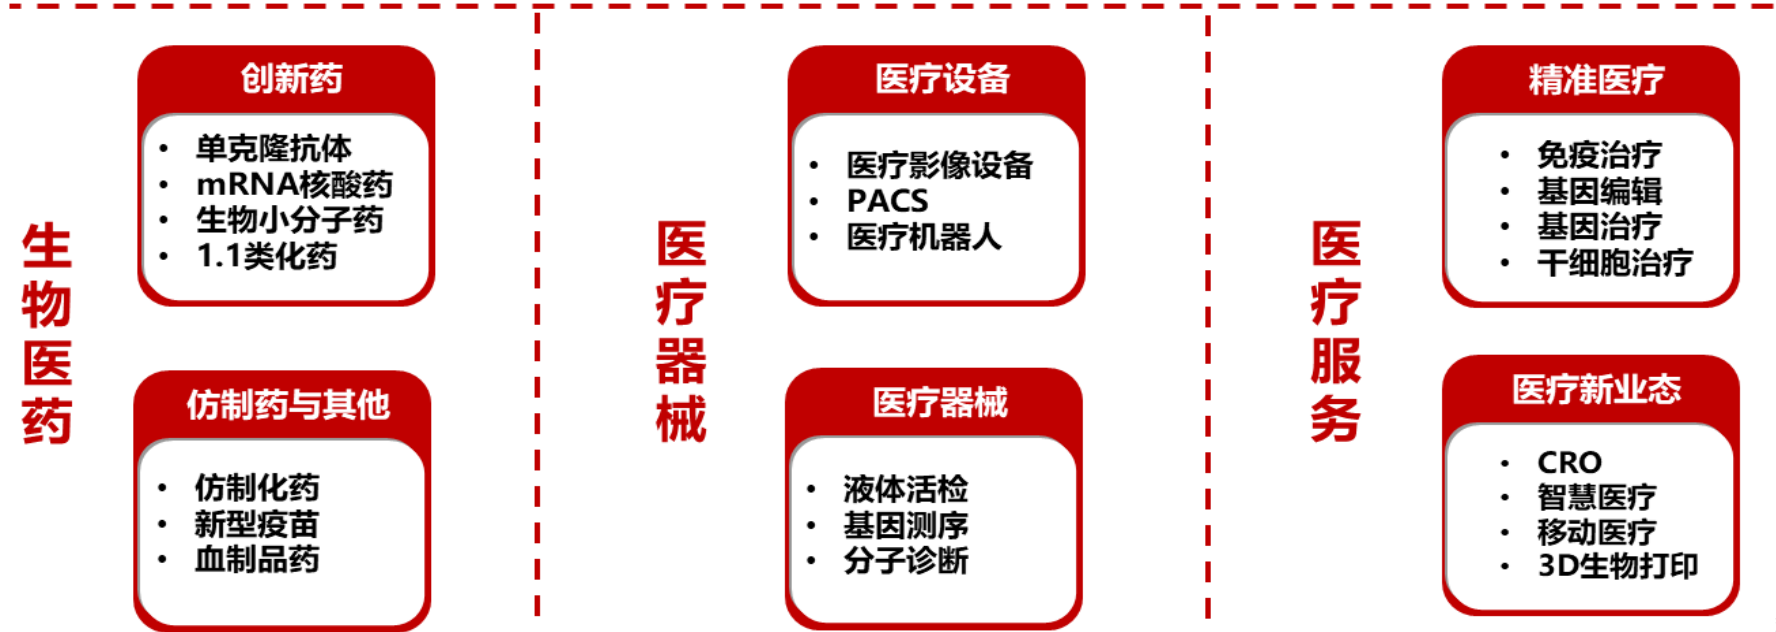 生物医药
创新药
• 单克隆抗体
• mRNA核酸药
• 生物小分子药
• 1.1类化药
仿制药与其他
• 仿制化药
• 新型疫苗
• 血制品药
医疗器械
医疗设备
• 医疗影像设备
• PACS
• 医疗机器人
医疗器械
• 液体活检
• 基因测序
• 分子诊断
医疗服务
精准医疗
• 免疫治疗
• 基因编辑
• 基因治疗
• 干细胞治疗
医疗新业态
• CRO
• 智慧医疗
• 移动医疗
• 3D生物打印